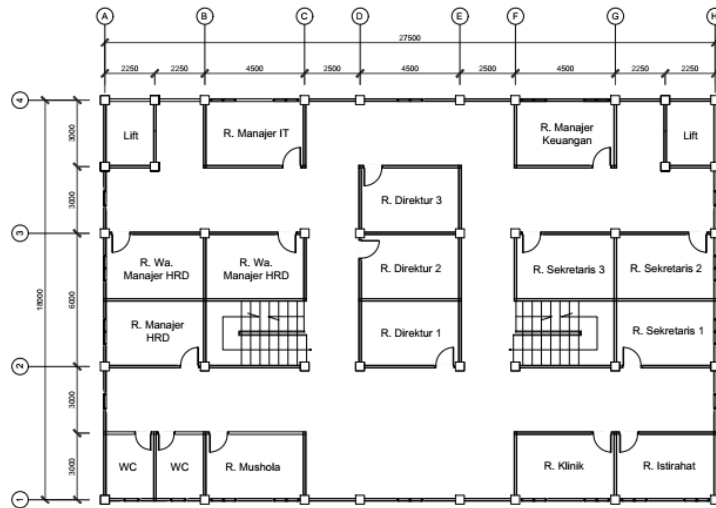 A B C D E F G H
27500
2250 2250 4500 2500 4500 2500 4500 2250 2250
4
3000
Lift
R. Manajer IT
R. Manajer
Keuangan
Lift
3000
R. Direktur 3
3
18000
6000
R. Wa.
Manajer HRD
R. Wa.
Manajer HRD
R. Direktur 2
R. Sekretaris 3
R. Sekretaris 2
R. Manajer
HRD
R. Direktur 1
R. Sekretaris 1
2
3000
3000
WC
WC
R. Mushola
R. Klinik
R. Istirahat
1